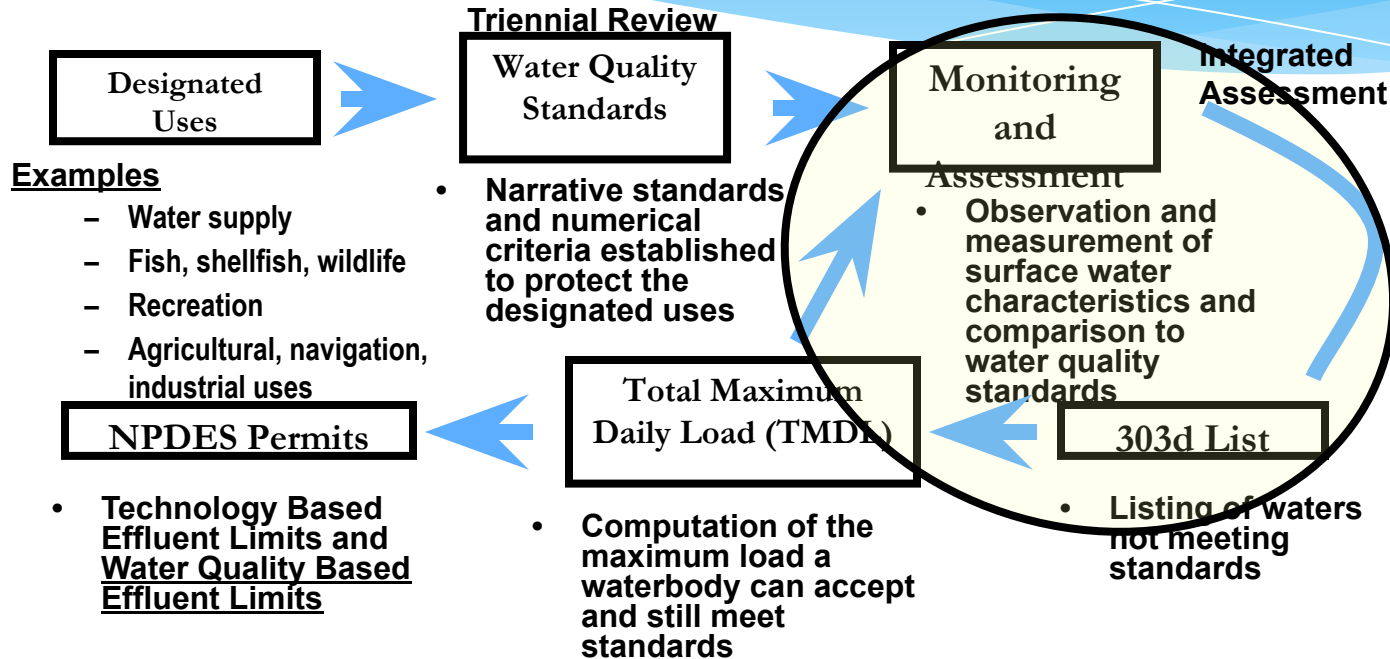 Triennial Review
Designated
Uses
Water Quality
Standards
Monitoring
and
Assessment
Integrated
Assessment
Examples
– Water supply
– Fish, shellfish, wildlife
– Recreation
– Agricultural, navigation,
industrial uses
• Narrative standards
and numerical
criteria established
to protect the
designated uses
• Observation and
measurement of
surface water
characteristics and
comparison to
water quality
standards
NPDES Permits
Total Maximum
Daily Load (TMDL)
303d List
• Technology Based
Effluent Limits and
Water Quality Based
Effluent Limits
• Computation of the
maximum load a
waterbody can accept
and still meet
standards
• Listing of waters
not meeting
standards